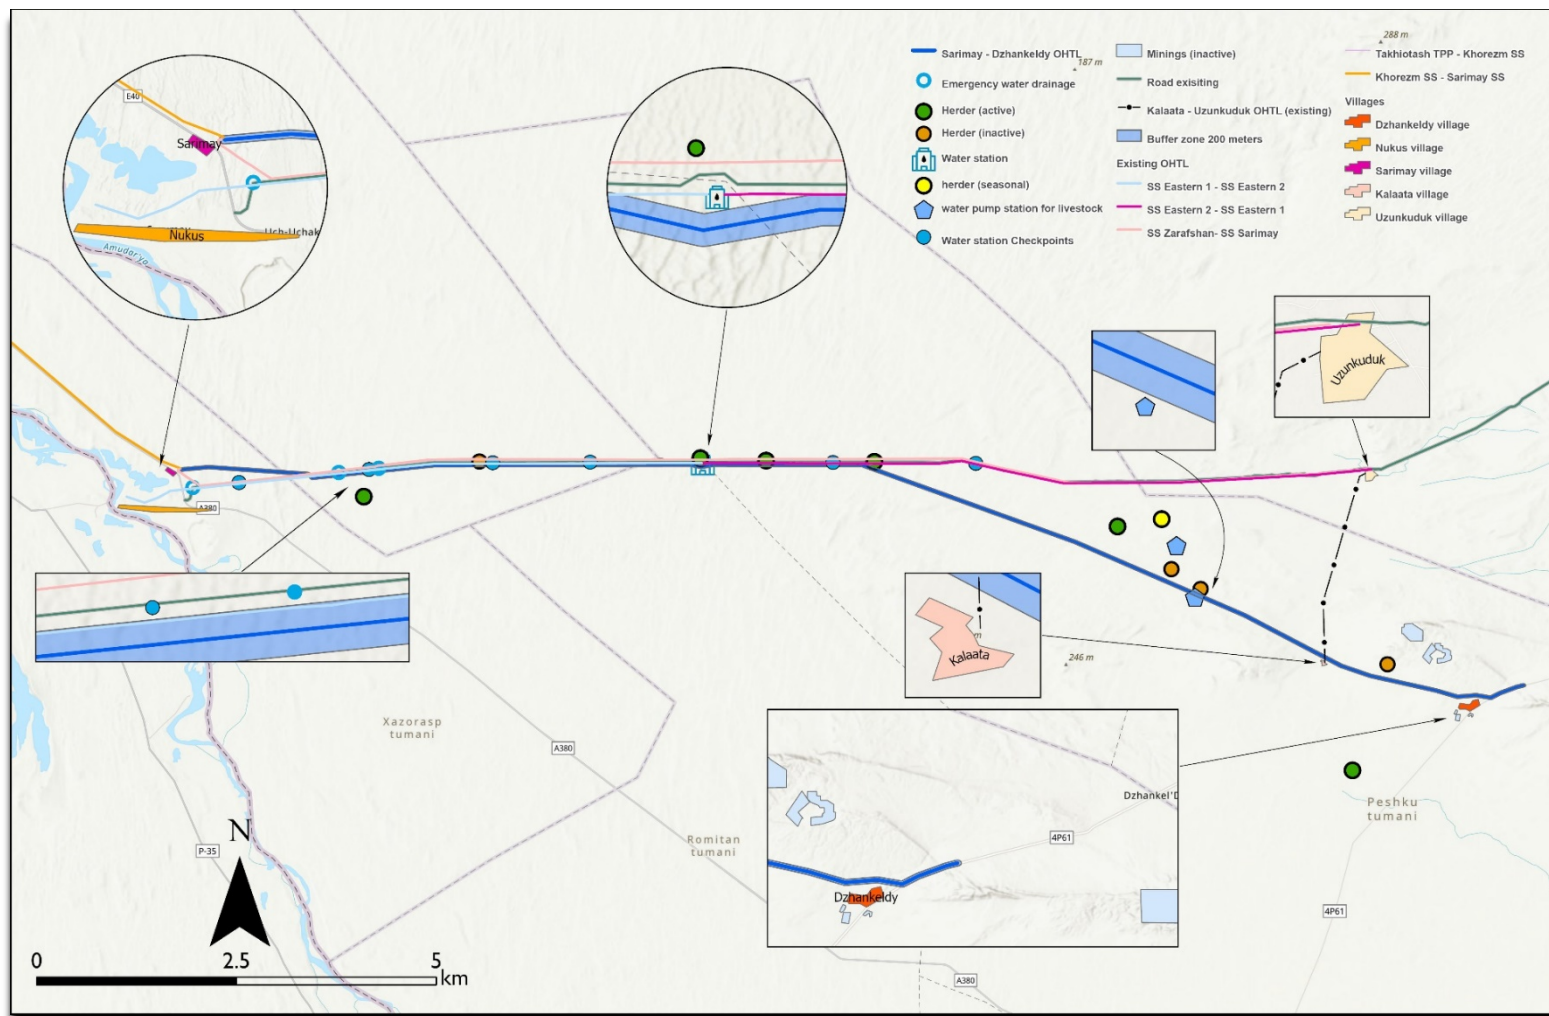 288 m
187 m
Sarimay - Dzhankeldy OHTL
Emergency water drainage
Herder (active)
Herder (inactive)
Water station
herder (seasonal)
water pump station for livestock
Water station Checkpoints
Minings (inactive)
Road exisiting
Kalaata - Uzunkuduk OHTL (existing)
Buffer zone 200 meters
Existing OHTL
SS Eastern 1 - SS Eastern 2
SS Eastern 2 - SS Eastern 1
SS Zarafshan- SS Sarimay
Takhiotash TPP - Khorezm SS
Khorezm SS - Sarimay SS
Villages
Dzhankeldy village
Nukus village
Sarimay village
Kalaata village
Uzunkuduk village
E40
Sarimay
Nukus
Uch-Uchak
Amudar'yo
Uzunkuduk
A380
m
Kalaata
246 m
Xazorasp
tumani
A380
Romitan
tumani
Dzhankel'D
4P61
Dzhankeldy
Peshku
tumani
4P61
A380
P-35
N
0 2.5 5
km